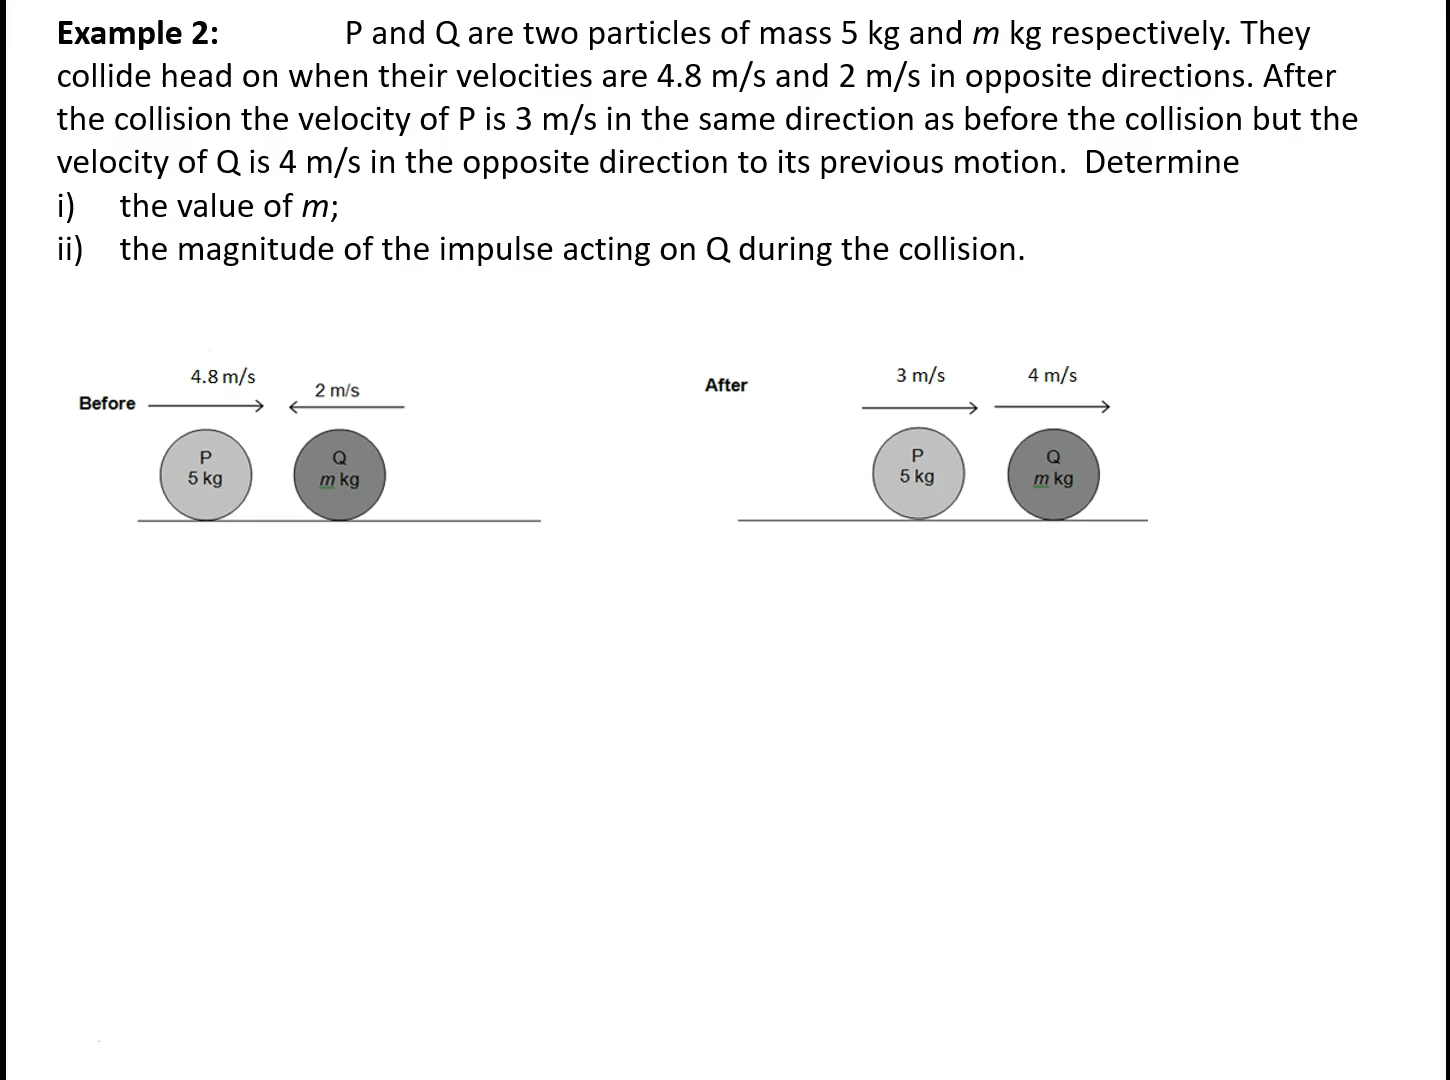 Example 2: P and Q are two particles of mass 5 kg and m kg respectively. They
collide head on when their velocities are 4.8 m/s and 2 m/s in opposite directions. After
the collision the velocity of P is 3 m/s in the same direction as before the collision but the
velocity of Q is 4 m/s in the opposite direction to its previous motion. Determine
i) the value of m;
ii) the magnitude of the impulse acting on Q during the collision.
Before
4.8 m/s
2 m/s
P
5 kg
Q
m kg
After
3 m/s
4 m/s
P
5 kg
Q
m kg